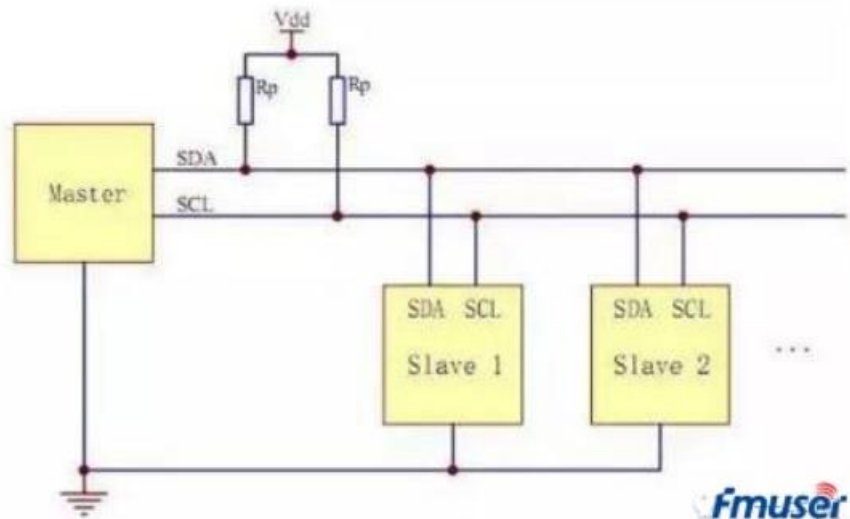 Vdd
Rp Rp
SDA
Master
SCL
SDA SCL SDA SCL
Slave 1 Slave 2 ...
Fmuser